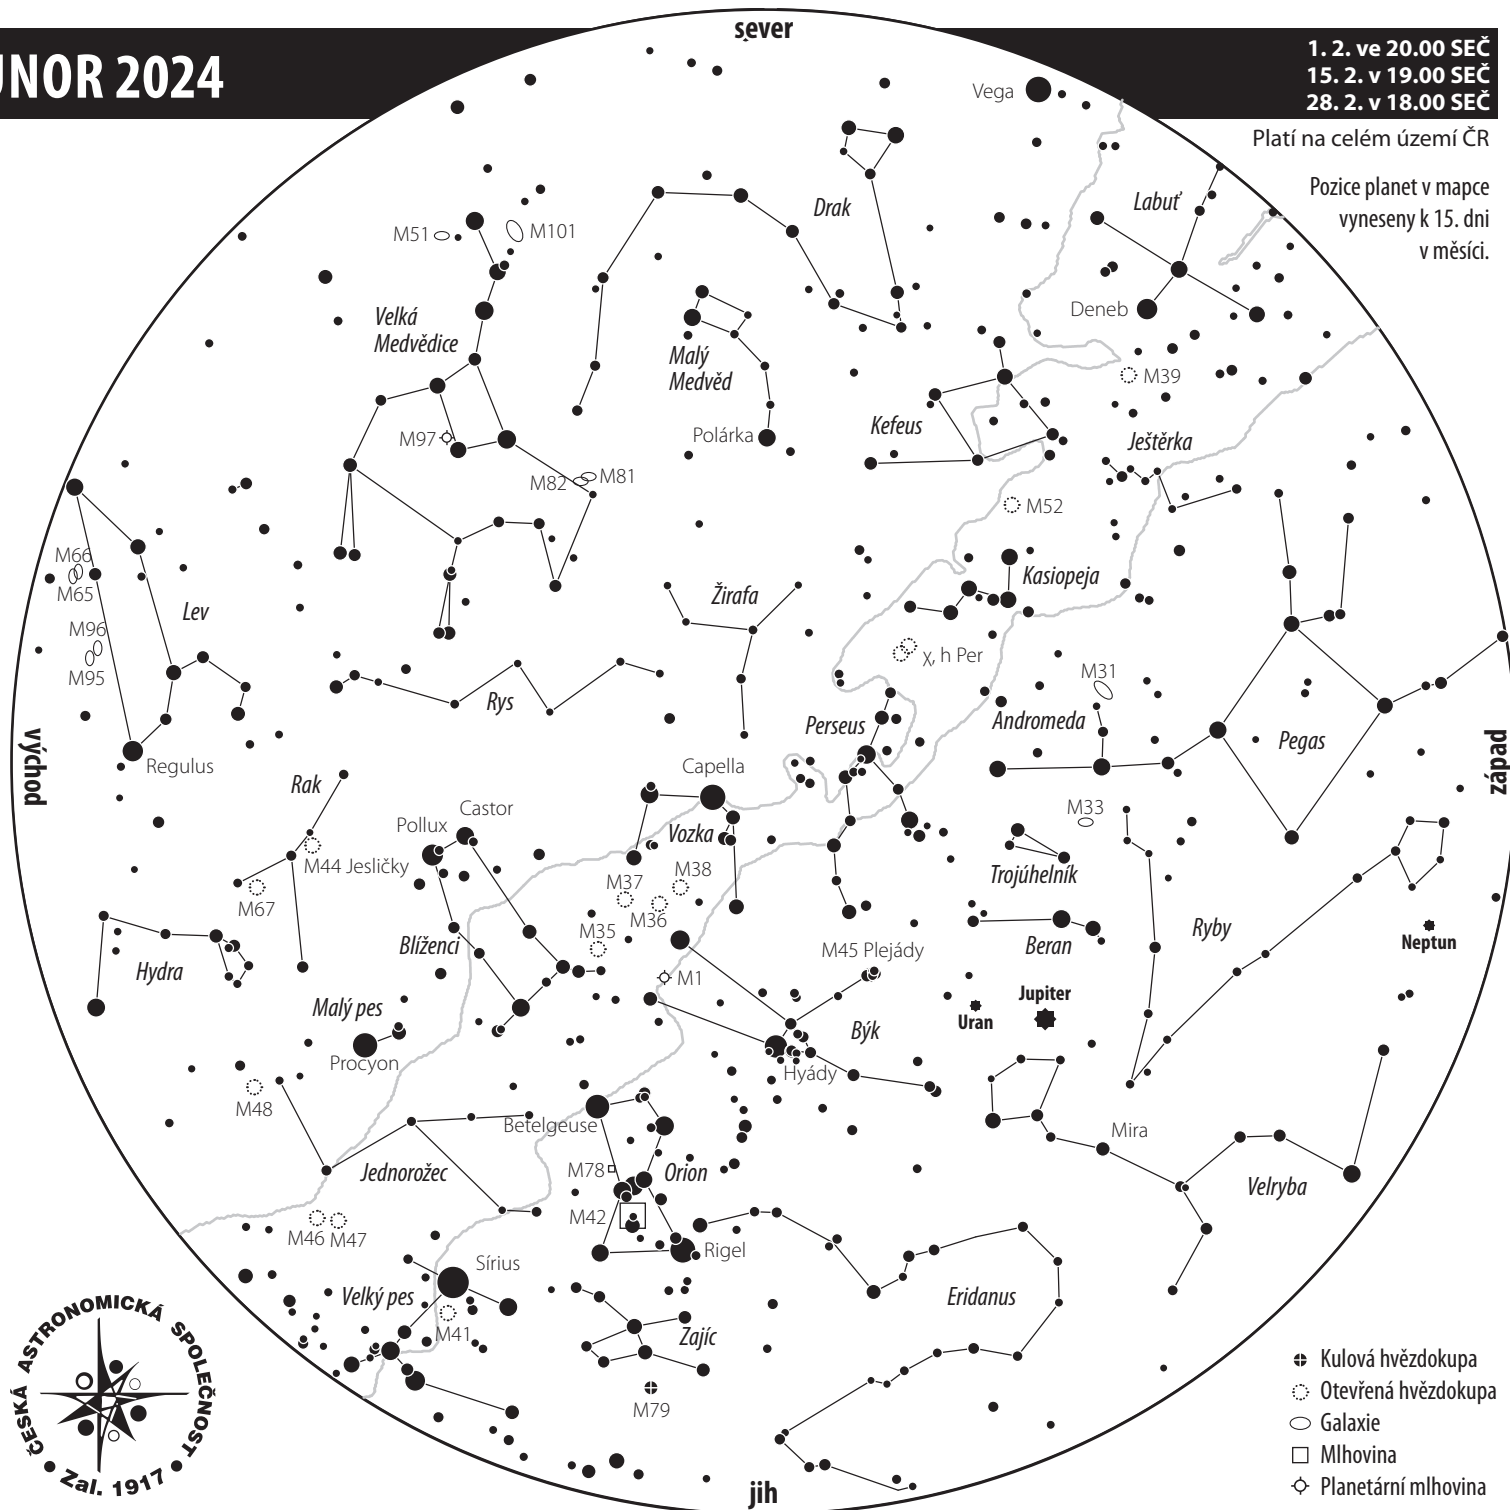 ÚNOR 2024
sever
1. 2. ve 20.00 SEČ
15. 2. v 19.00 SEČ
28. 2. v 18.00 SEČ
Platí na celém území ČR
Pozice planet v mapce
vyneseny k 15. dni
v měsíci.
Vega
Drak
Labuť
M51
M101
Deneb
Velká
Medvědice
Malý
Medvěd
M39
M97
Polárka
Kefeus
Ještěrka
M82
M81
M52
M66
M65
Lev
Žirafa
Kasiopeja
M96
M95
χ, h Per
M31
Rys
Perseus
Andromeda
Pegas
východ
západ
Regulus
Rak
Capella
Castor
Pollux
Vozka
M33
M44 Jesličky
Trojúhelník
M67
M37
M38
M36
M35
Blíženci
Beran
Ryby
Neptun
Hydra
M45 Plejády
M1
Malý pes
Jupiter
Uran
Býk
Procyon
Hyády
M48
Betelgeuse
Mira
Jednorožec
M78
Orion
Velryba
M42
M46
M47
Rigel
Sírius
Velký pes
Eridanus
M41
Zajíc
M79
jih
ČESKÁ ASTRONOMICKÁ SPOLEČNOST
Zal. 1917
Kulová hvězdokupa
Otevřená hvězdokupa
Galaxie
Mlhovina
Planetární mlhovina